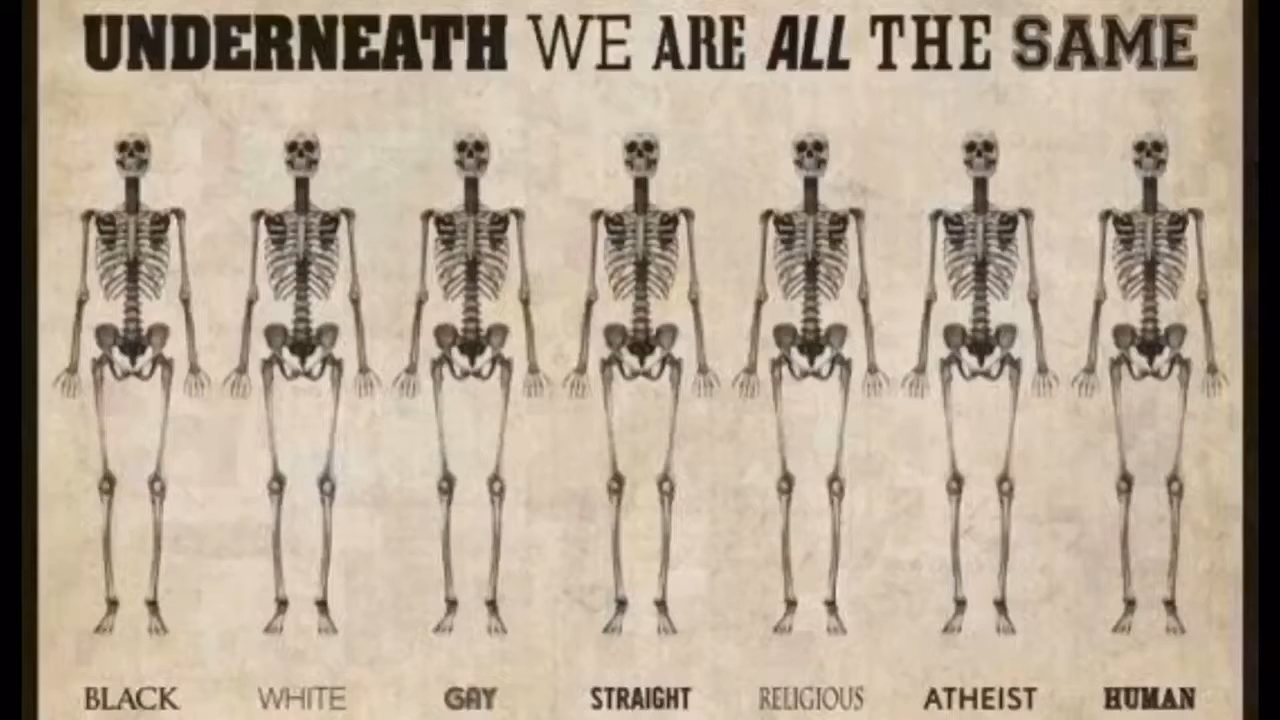 UNDERNEATH WE ARE ALL THE SAME
BLACK WHITE GAY STRAIGHT RELIGIOUS ATHEIST HUMAN